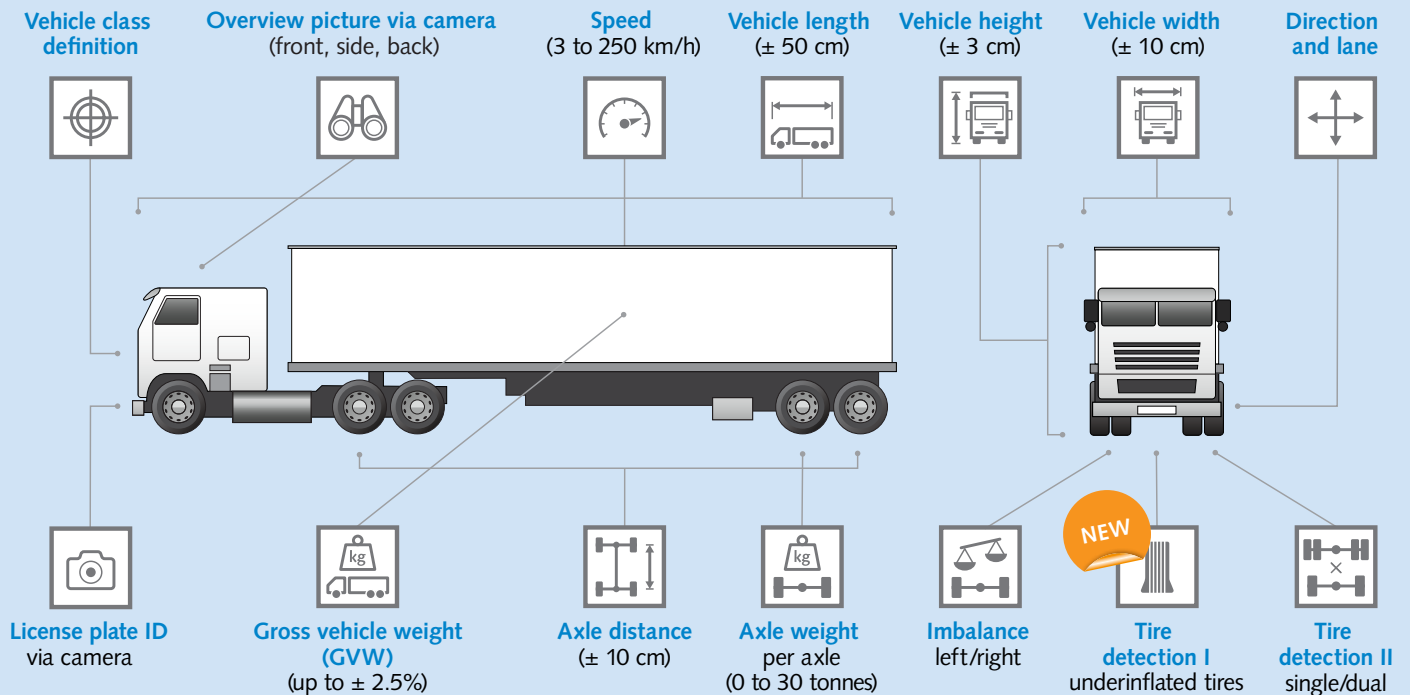 Vehicle class
definition
Overview picture via camera
(front, side, back)
Speed
(3 to 250 km/h)
Vehicle length
(± 50 cm)
Vehicle height
(± 3 cm)
Vehicle width
(± 10 cm)
Direction
and lane
License plate ID
via camera
kg
Gross vehicle weight
(GVW)
(up to ± 2.5%)
Axle distance
(± 10 cm)
kg
Axle weight
per axle
(0 to 30 tonnes)
Imbalance
left/right
NEW
Tire
detection I
underinflated tires
Tire
detection II
single/dual